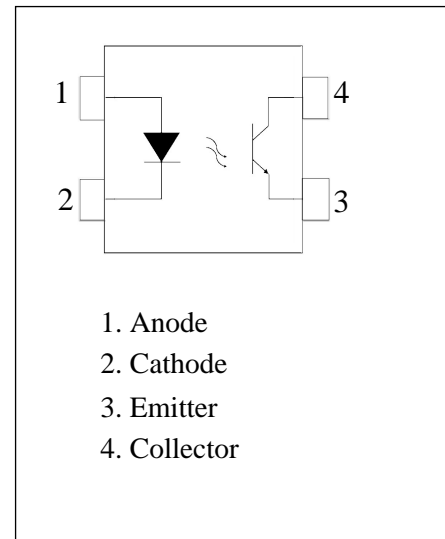 1 4
2 3
1. Anode
2. Cathode
3. Emitter
4. Collector